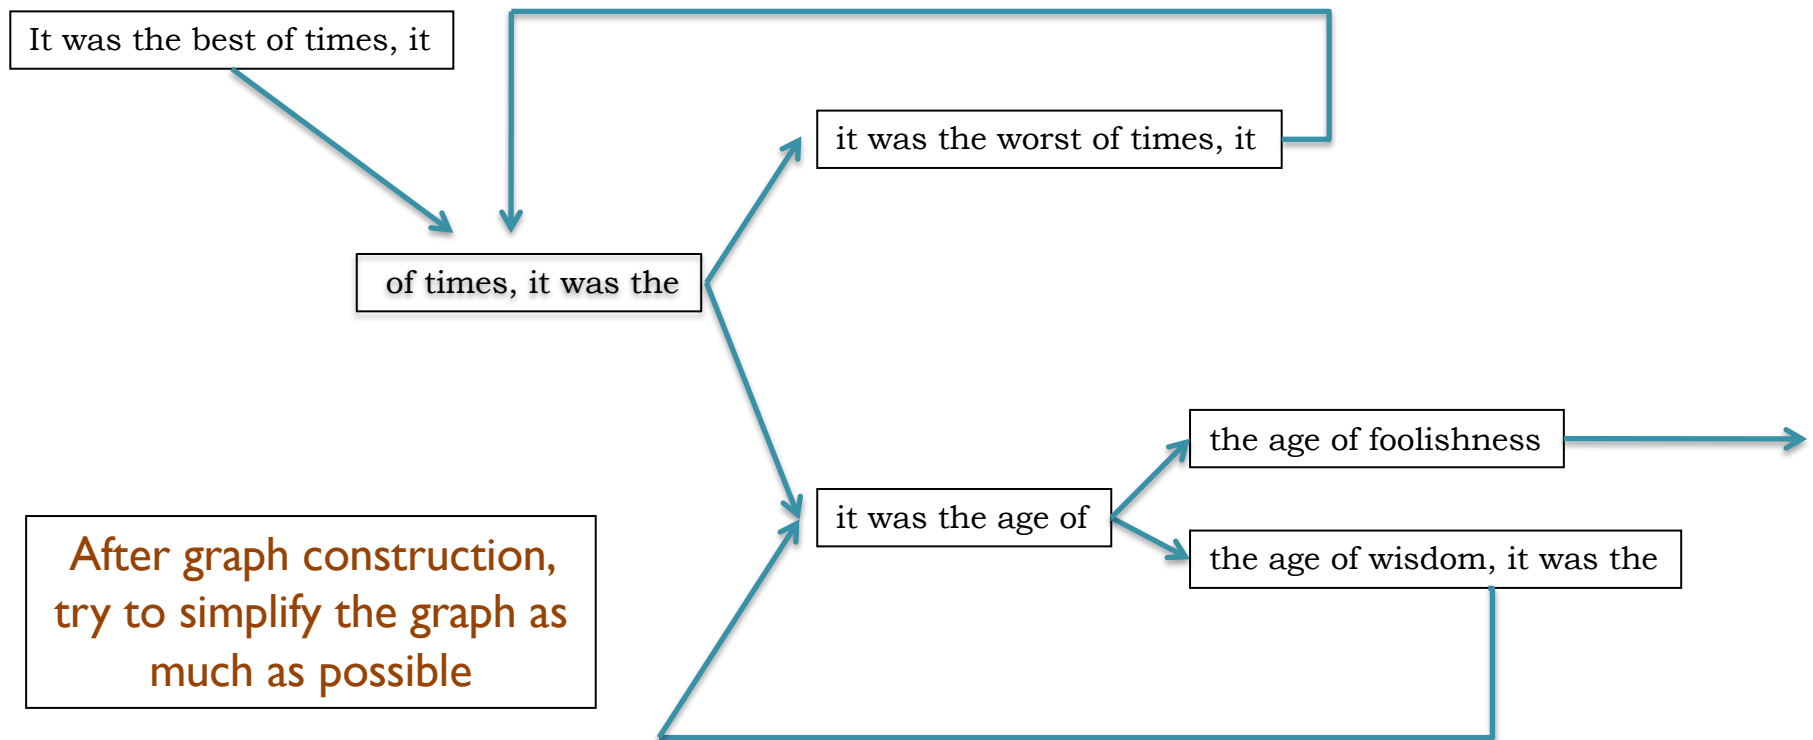 It was the best of times, it
it was the worst of times, it
of times, it was the
the age of foolishness
it was the age of
the age of wisdom, it was the
After graph construction,
try to simplify the graph as
much as possible